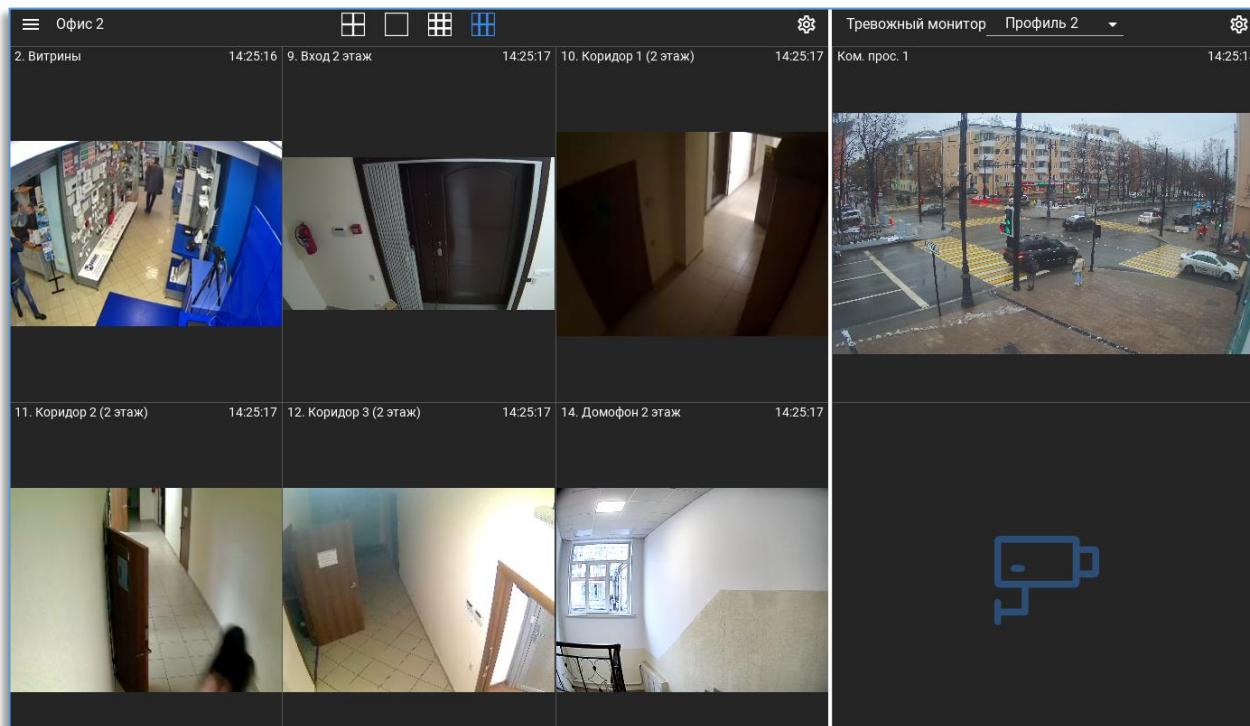 Офис 2
Тревожный монитор Профиль 2
2. Витрины 14:25:16
9. Вход 2 этаж 14:25:17
10. Коридор 1 (2 этаж) 14:25:17
Ком. прос. 1
11. Коридор 2 (2 этаж) 14:25:17
12. Коридор 3 (2 этаж) 14:25:17
14. Домофон 2 этаж 14:25:17